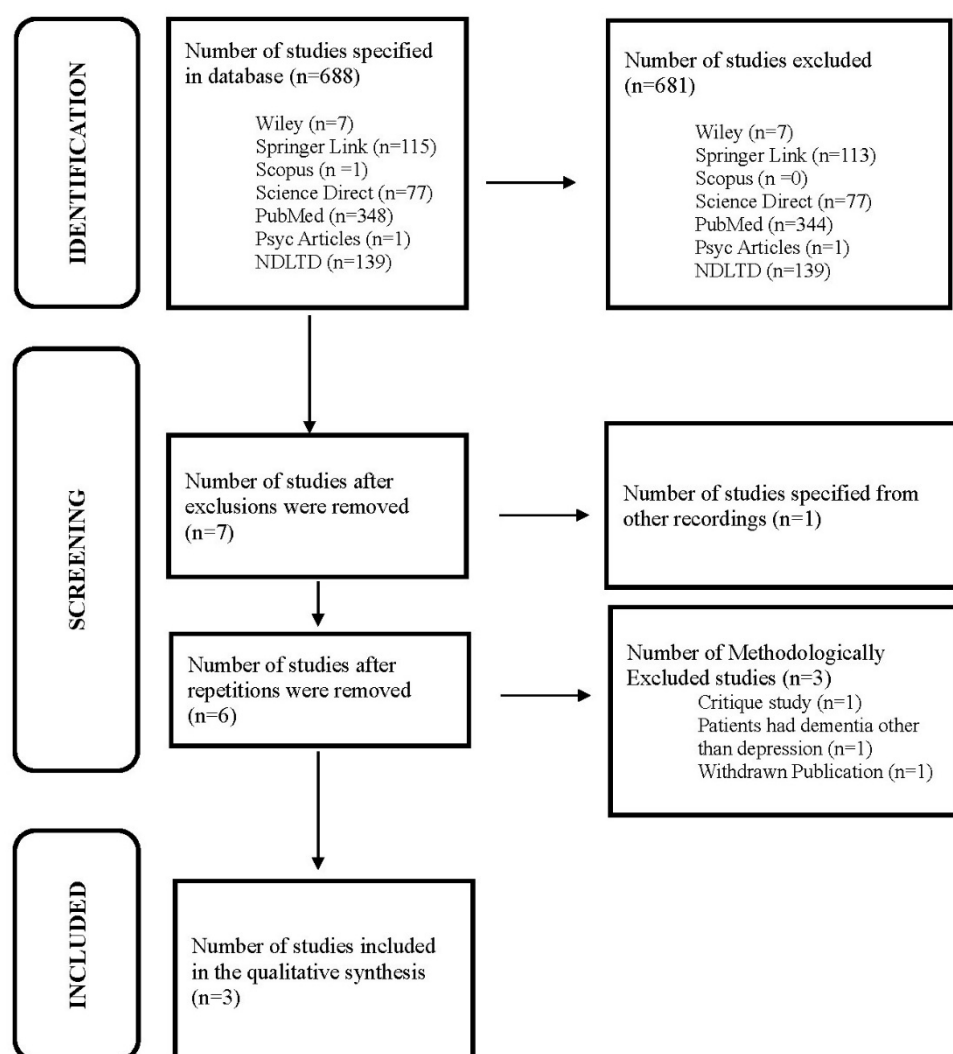 IDENTIFICATION
Number of studies specified
in database (n=688)
Wiley (n=7)
Springer Link (n=115)
Scopus (n =1)
Science Direct (n=77)
PubMed (n=348)
Psyc Articles (n=1)
NDLTD (n=139)
Number of studies excluded
(n=681)
Wiley (n=7)
Springer Link (n=113)
Scopus (n =0)
Science Direct (n=77)
PubMed (n=344)
Psyc Articles (n=1)
NDLTD (n=139)
SCREENING
Number of studies after
exclusions were removed
(n=7)
Number of studies specified from
other recordings (n=1)
Number of studies after
repetitions were removed
(n=6)
Number of Methodologically
Excluded studies (n=3)
Critique study (n=1)
Patients had dementia other
than depression (n=1)
Withdrawn Publication (n=1)
INCLUDED
Number of studies included
in the qualitative synthesis
(n=3)